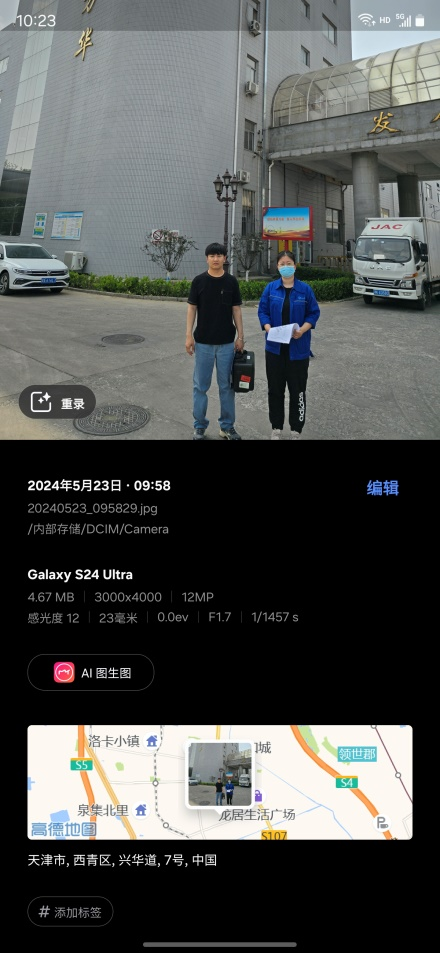 10:23
HD
5G
华
发
JAC
adidas
重录
2024年5月23日 · 09:58
编辑
20240523_095829.jpg
/内部存储/DCIM/Camera
Galaxy S24 Ultra
4.67 MB
3000x4000
12MP
感光度 12
23毫米
0.0ev
F1.7
1/1457 s
AI 图生图
洛卡小镇
S5
领世郡
S4
泉集北里
龙居生活广场
高德地图
S107
P
天津市, 西青区, 兴华道, 7号, 中国
# 添加标签